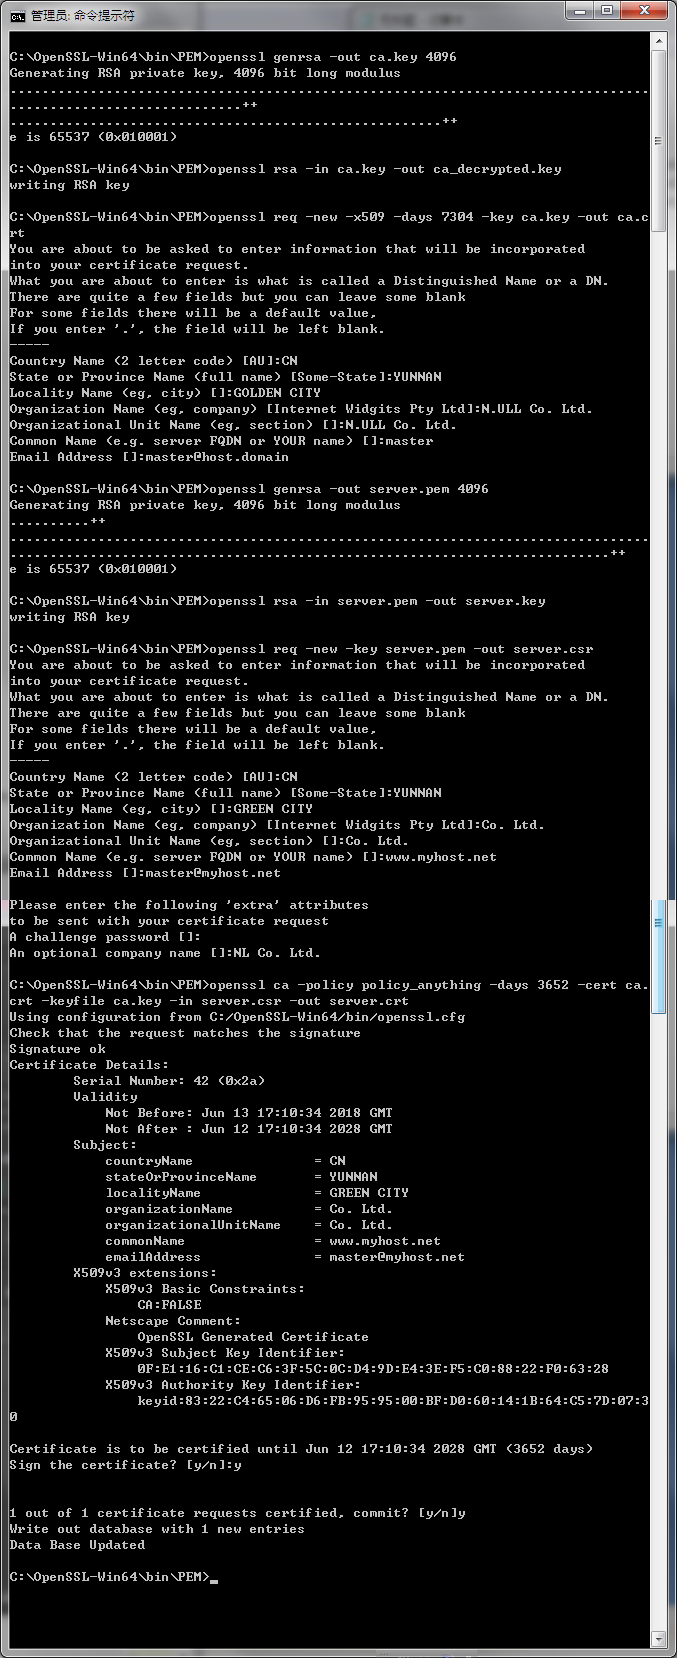 管理员: 命令提示符
C:\OpenSSL-Win64\bin\PEM>openssl genrsa -out ca.key 4096
Generating RSA private key, 4096 bit long modulus
................................................................................
.............................++
......................................................++
e is 65537 (0x010001)
C:\OpenSSL-Win64\bin\PEM>openssl rsa -in ca.key -out ca_decrypted.key
writing RSA key
C:\OpenSSL-Win64\bin\PEM>openssl req -new -x509 -days 7304 -key ca.key -out ca.c
rt
You are about to be asked to enter information that will be incorporated
into your certificate request.
What you are about to enter is what is called a Distinguished Name or a DN.
There are quite a few fields but you can leave some blank
For some fields there will be a default value,
If you enter '.', the field will be left blank.
-----
Country Name (2 letter code) [AU]:CN
State or Province Name (full name) [Some-State]:YUNNAN
Locality Name (eg, city) []:GOLDEN CITY
Organization Name (eg, company) [Internet Widgits Pty Ltd]:N.ULL Co. Ltd.
Organizational Unit Name (eg, section) []:N.ULL Co. Ltd.
Common Name (e.g. server FQDN or YOUR name) []:master
Email Address []:master@host.domain
C:\OpenSSL-Win64\bin\PEM>openssl genrsa -out server.pem 4096
Generating RSA private key, 4096 bit long modulus
..........++
................................................................................
...........................................................................++
e is 65537 (0x010001)
C:\OpenSSL-Win64\bin\PEM>openssl rsa -in server.pem -out server.key
writing RSA key
C:\OpenSSL-Win64\bin\PEM>openssl req -new -key server.pem -out server.csr
You are about to be asked to enter information that will be incorporated
into your certificate request.
What you are about to enter is what is called a Distinguished Name or a DN.
There are quite a few fields but you can leave some blank
For some fields there will be a default value,
If you enter '.', the field will be left blank.
-----
Country Name (2 letter code) [AU]:CN
State or Province Name (full name) [Some-State]:YUNNAN
Locality Name (eg, city) []:GREEN CITY
Organization Name (eg, company) [Internet Widgits Pty Ltd]:Co. Ltd.
Organizational Unit Name (eg, section) []:Co. Ltd.
Common Name (e.g. server FQDN or YOUR name) []:www.myhost.net
Email Address []:master@myhost.net
Please enter the following 'extra' attributes
to be sent with your certificate request
A challenge password []:
An optional company name []:NL Co. Ltd.
C:\OpenSSL-Win64\bin\PEM>openssl ca -policy policy_anything -days 3652 -cert ca.
crt -keyfile ca.key -in server.csr -out server.crt
Using configuration from C:/OpenSSL-Win64/bin/openssl.cfg
Check that the request matches the signature
Signature ok
Certificate Details:
Serial Number: 42 (0x2a)
Validity
Not Before: Jun 13 17:10:34 2018 GMT
Not After : Jun 12 17:10:34 2028 GMT
Subject:
countryName = CN
stateOrProvinceName = YUNNAN
localityName = GREEN CITY
organizationName = Co. Ltd.
organizationalUnitName = Co. Ltd.
commonName = www.myhost.net
emailAddress = master@myhost.net
X509v3 extensions:
X509v3 Basic Constraints:
CA:FALSE
Netscape Comment:
OpenSSL Generated Certificate
X509v3 Subject Key Identifier:
0F:E1:16:C1:CE:C6:3F:5C:0C:D4:9D:E4:3E:F5:C0:88:22:F0:63:28
X509v3 Authority Key Identifier:
keyid:83:22:C4:65:06:D6:FB:95:95:00:BF:D0:60:14:1B:64:C5:7D:07:3
0
Certificate is to be certified until Jun 12 17:10:34 2028 GMT (3652 days)
Sign the certificate? [y/n]:y
1 out of 1 certificate requests certified, commit? [y/n]y
Write out database with 1 new entries
Data Base Updated
C:\OpenSSL-Win64\bin\PEM>_